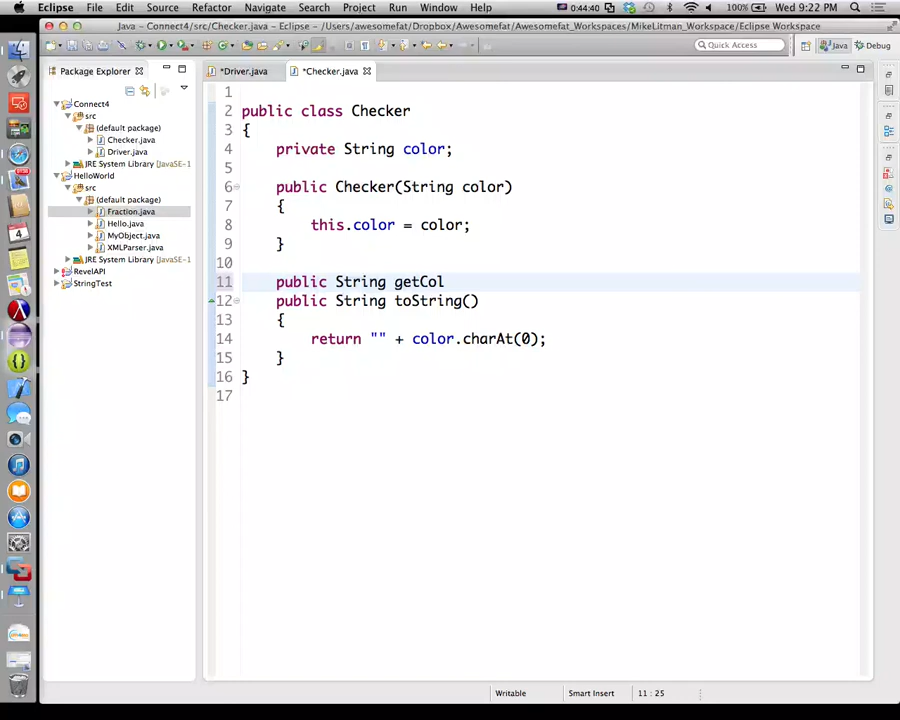 Eclipse File Edit Source Refactor Navigate Search Project Run Window Help 0:44:40 100% Wed 9:22 PM
Java – Connect4/src/Checker.java – Eclipse – /Users/awesomefat/Dropbox/Awesomefat_Workspaces/MikeLitman_Workspace/Eclipse Workspace
Quick Access Java Debug
Package Explorer
*Driver.java *Checker.java
Connect4
src
(default package)
Checker.java
Driver.java
JRE System Library [JavaSE-1
HelloWorld
src
(default package)
Fraction.java
Hello.java
MyObject.java
XMLParser.java
JRE System Library [JavaSE-1
RevelAPI
StringTest
1
2 public class Checker
3 {
4 private String color;
5
6 public Checker(String color)
7 {
8 this.color = color;
9 }
10
11 public String getCol
12 public String toString()
13 {
14 return "" + color.charAt(0);
15 }
16 }
17
Writable Smart Insert 11 : 25